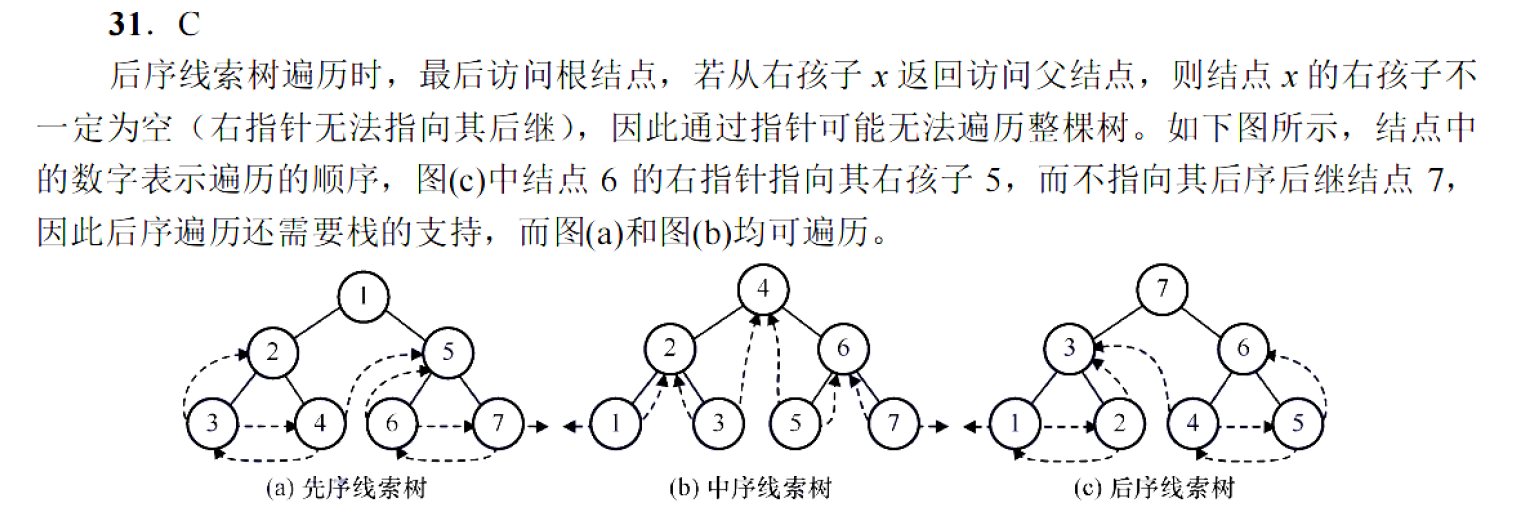 31．C
后序线索树遍历时，最后访问根结点，若从右孩子 x 返回访问父结点，则结点 x 的右孩子不
一定为空（右指针无法指向其后继），因此通过指针可能无法遍历整棵树。如下图所示，结点中
的数字表示遍历的顺序，图(c)中结点 6 的右指针指向其右孩子 5，而不指向其后序后继结点 7，
因此后序遍历还需要栈的支持，而图(a)和图(b)均可遍历。
1
2 5
3 4 6 7
(a) 先序线索树
4
2 6
1 3 5 7
(b) 中序线索树
7
3 6
1 2 4 5
(c) 后序线索树